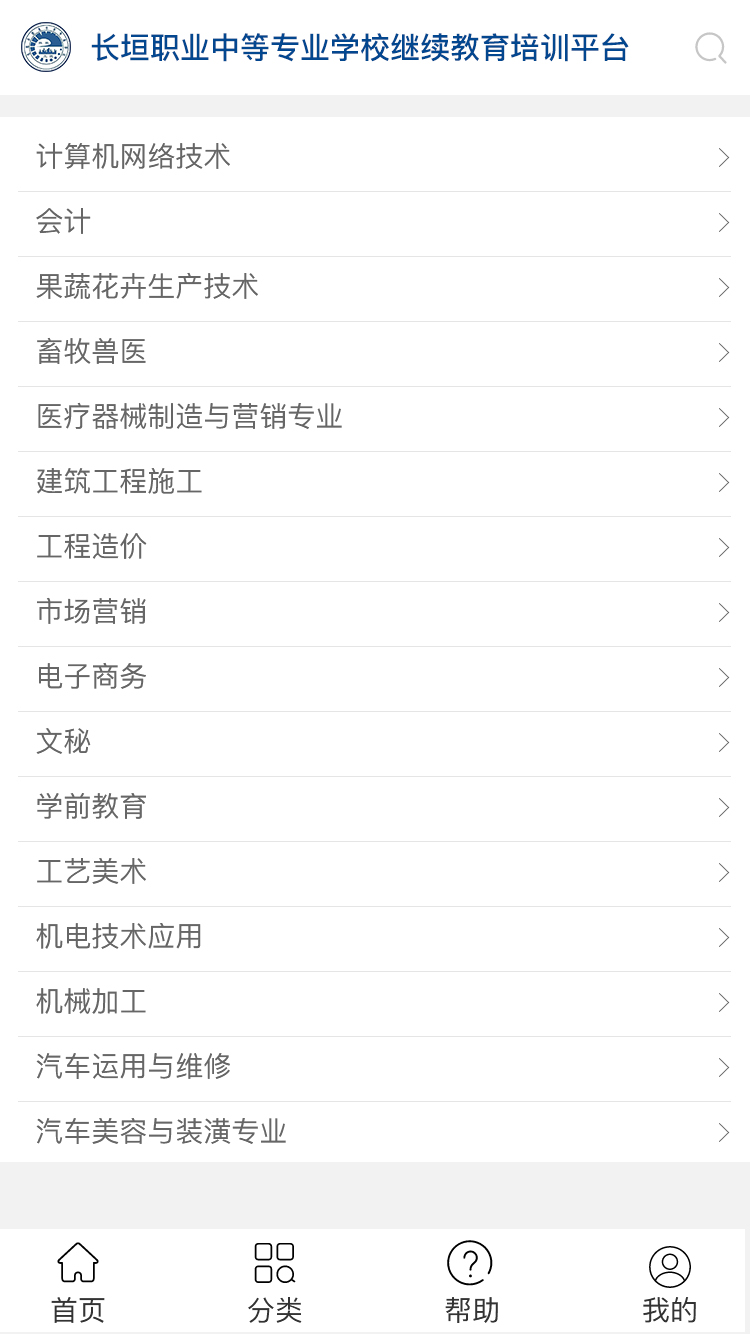 长垣职业中等专业学校继续教育培训平台
计算机网络技术
会计
果蔬花卉生产技术
畜牧兽医
医疗器械制造与营销专业
建筑工程施工
工程造价
市场营销
电子商务
文秘
学前教育
工艺美术
机电技术应用
机械加工
汽车运用与维修
汽车美容与装潢专业
首页
分类
帮助
我的